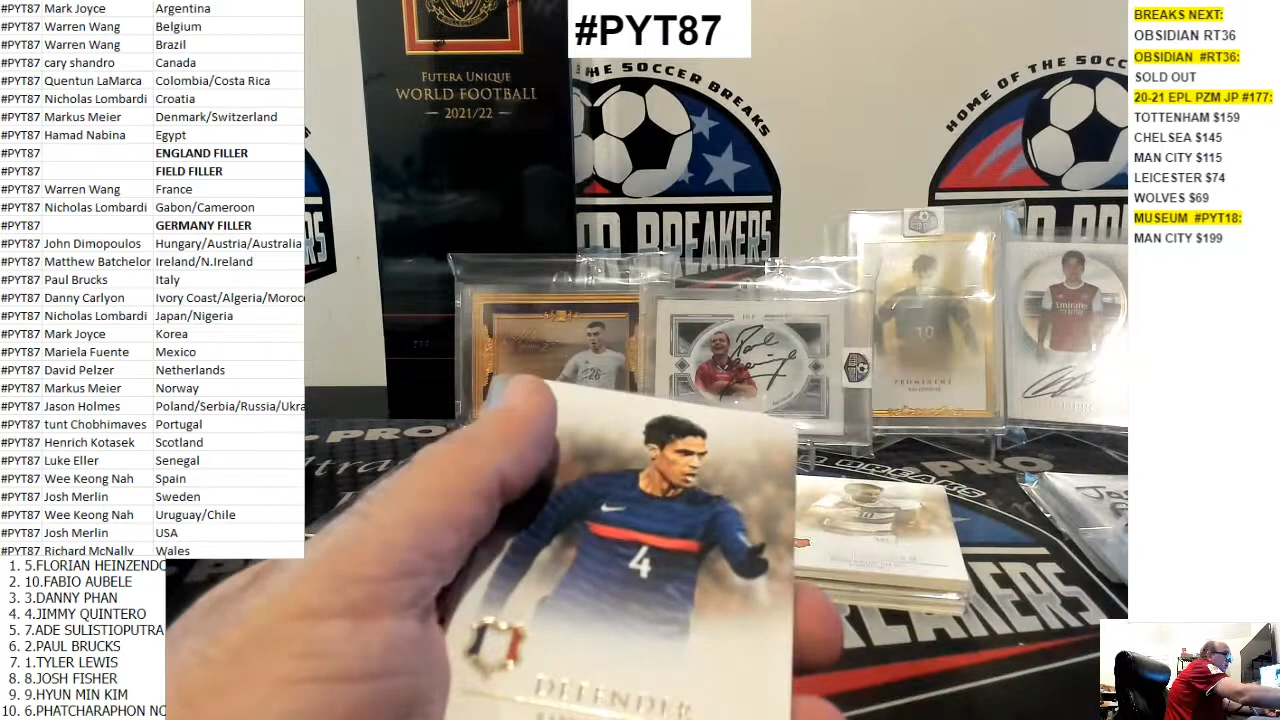 #PYT87 Mark Joyce Argentina
#PYT87 Warren Wang Belgium
#PYT87 Warren Wang Brazil
#PYT87 cary shandro Canada
#PYT87 Quentun LaMarca Colombia/Costa Rica
#PYT87 Nicholas Lombardi Croatia
#PYT87 Markus Meier Denmark/Switzerland
#PYT87 Hamad Nabina Egypt
#PYT87 ENGLAND FILLER
#PYT87 FIELD FILLER
#PYT87 Warren Wang France
#PYT87 Nicholas Lombardi Gabon/Cameroon
#PYT87 GERMANY FILLER
#PYT87 John Dimopoulos Hungary/Austria/Australia
#PYT87 Matthew Batchelor Ireland/N.Ireland
#PYT87 Paul Brucks Italy
#PYT87 Danny Carlyon Ivory Coast/Algeria/Moroc
#PYT87 Nicholas Lombardi Japan/Nigeria
#PYT87 Mark Joyce Korea
#PYT87 Mariela Fuente Mexico
#PYT87 David Pelzer Netherlands
#PYT87 Markus Meier Norway
#PYT87 Jason Holmes Poland/Serbia/Russia/Ukra
#PYT87 tunt Chobhimaves Portugal
#PYT87 Henrich Kotasek Scotland
#PYT87 Luke Eller Senegal
#PYT87 Wee Keong Nah Spain
#PYT87 Josh Merlin Sweden
#PYT87 Wee Keong Nah Uruguay/Chile
#PYT87 Josh Merlin USA
#PYT87 Richard McNally Wales
1. 5.FLORIAN HEINZENDO
2. 10.FABIO AUBELE
3. 3.DANNY PHAN
4. 4.JIMMY QUINTERO
5. 7.ADE SULISTIOPUTRA
6. 2.PAUL BRUCKS
7. 1.TYLER LEWIS
8. 8.JOSH FISHER
9. 9.HYUN MIN KIM
10. 6.PHATCHARAPHON NO
#PYT87
FUTERA UNIQUE
WORLD FOOTBALL
— 2021/22 —
THE SOCCER BREAKS
HOME OF THE SOCCER
PROMINENT
4
DEFENDER
BREAKS NEXT:
OBSIDIAN RT36
OBSIDIAN #RT36:
SOLD OUT
20-21 EPL PZM JP #177:
TOTTENHAM $159
CHELSEA $145
MAN CITY $115
LEICESTER $74
WOLVES $69
MUSEUM #PYT18:
MAN CITY $199